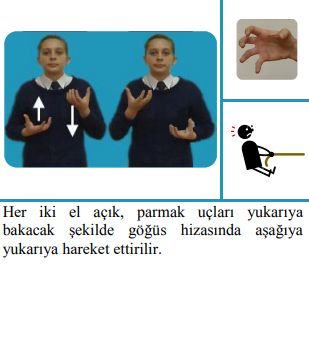 Her iki el açık, parmak uçları yukarıya
bakacak şekilde göğüs hizasında aşağıya
yukarıya hareket ettirilir.